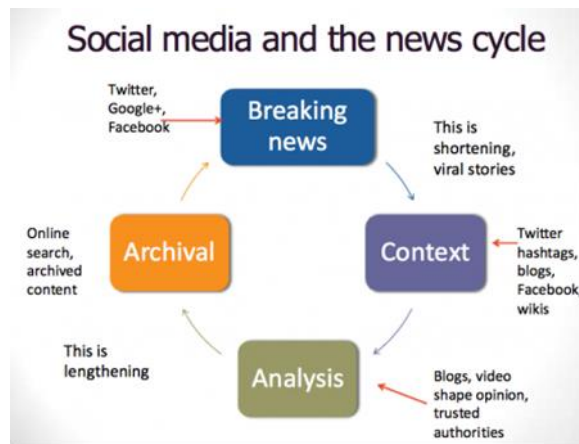 Social media and the news cycle
Twitter,
Google+,
Facebook
Breaking
news
This is
shortening,
viral stories
Online
search,
archived
content
Archival
Context
Twitter
hashtags,
blogs,
Facebook
wikis
This is
lengthening
Analysis
Blogs, video
shape opinion,
trusted
authorities